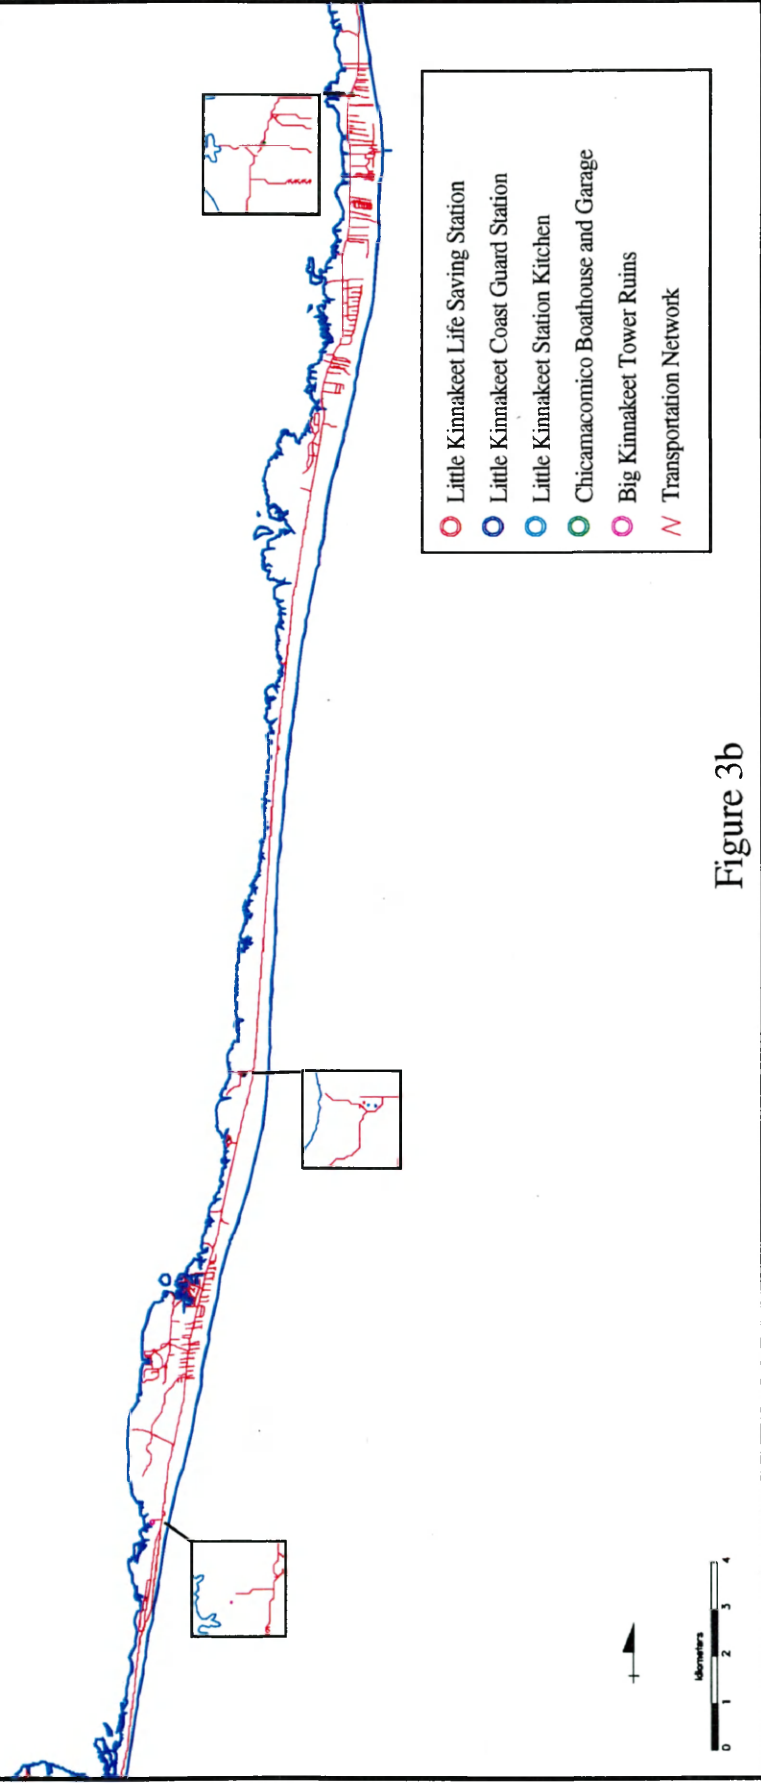 Little Kinnakeet Life Saving Station
Little Kinnakeet Coast Guard Station
Little Kinnakeet Station Kitchen
Chicamacomico Boathouse and Garage
Big Kinnakeet Tower Ruins
Transportation Network
kilometers
0 1 2 3 4
Figure 3b